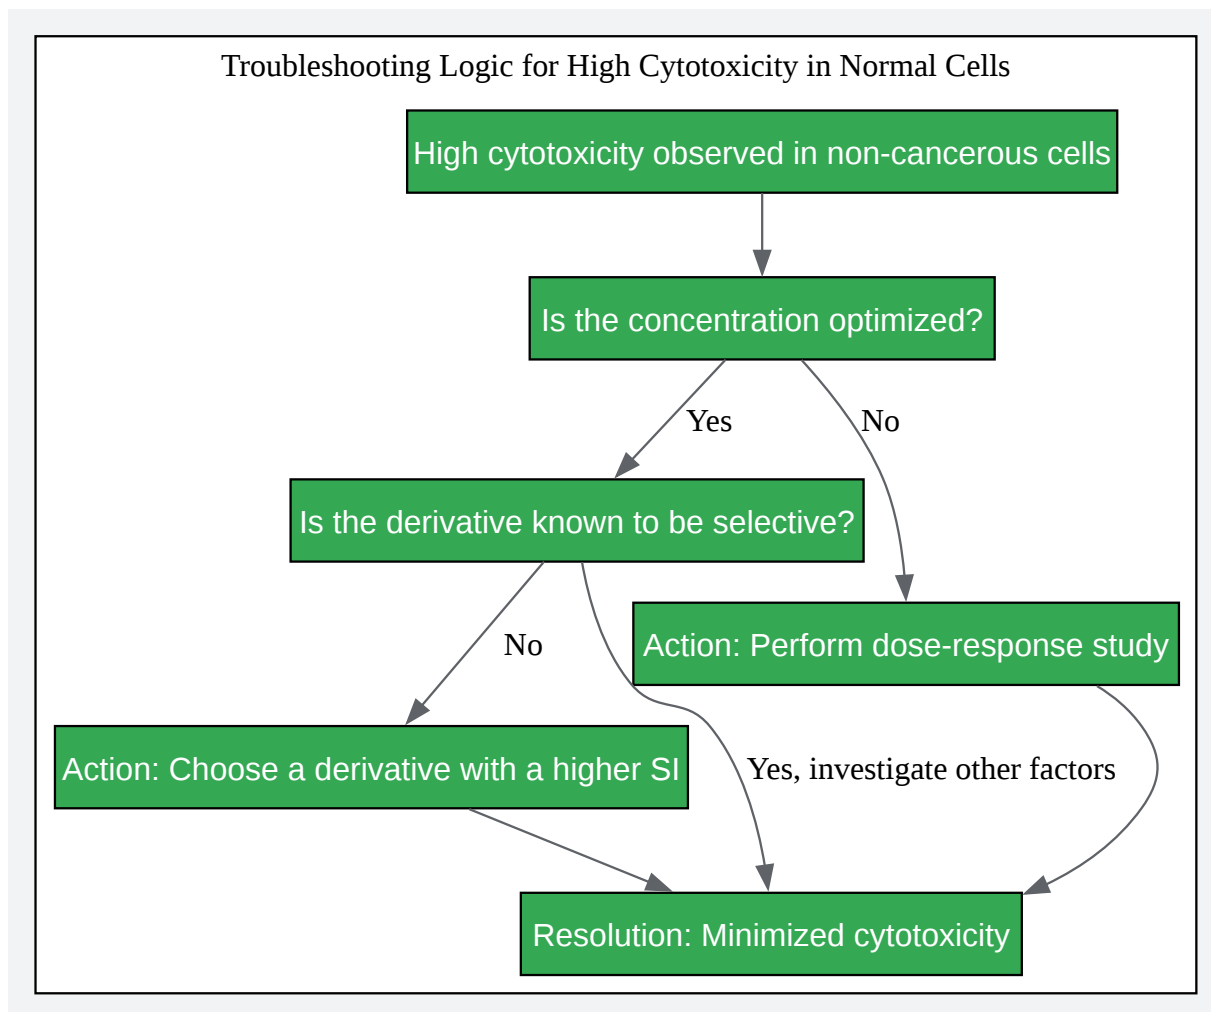 Troubleshooting Logic for High Cytotoxicity in Normal Cells
High cytotoxicity observed in non-cancerous cells
Is the concentration optimized?
Yes
No
Is the derivative known to be selective?
No
Action: Perform dose-response study
Action: Choose a derivative with a higher SI
Yes, investigate other factors
Resolution: Minimized cytotoxicity